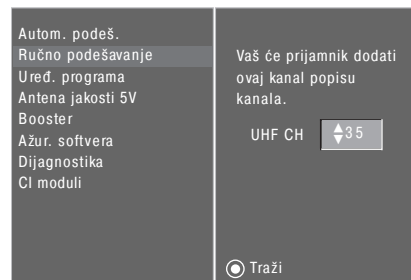 Autom. podeš.
Ručno podešavanje
Uređ. programa
Antena jakosti 5V
Booster
Ažur. softvera
Dijagnostika
CI moduli
Vaš će prijamnik dodati
ovaj kanal popisu
kanala.
UHF CH 35
Traži